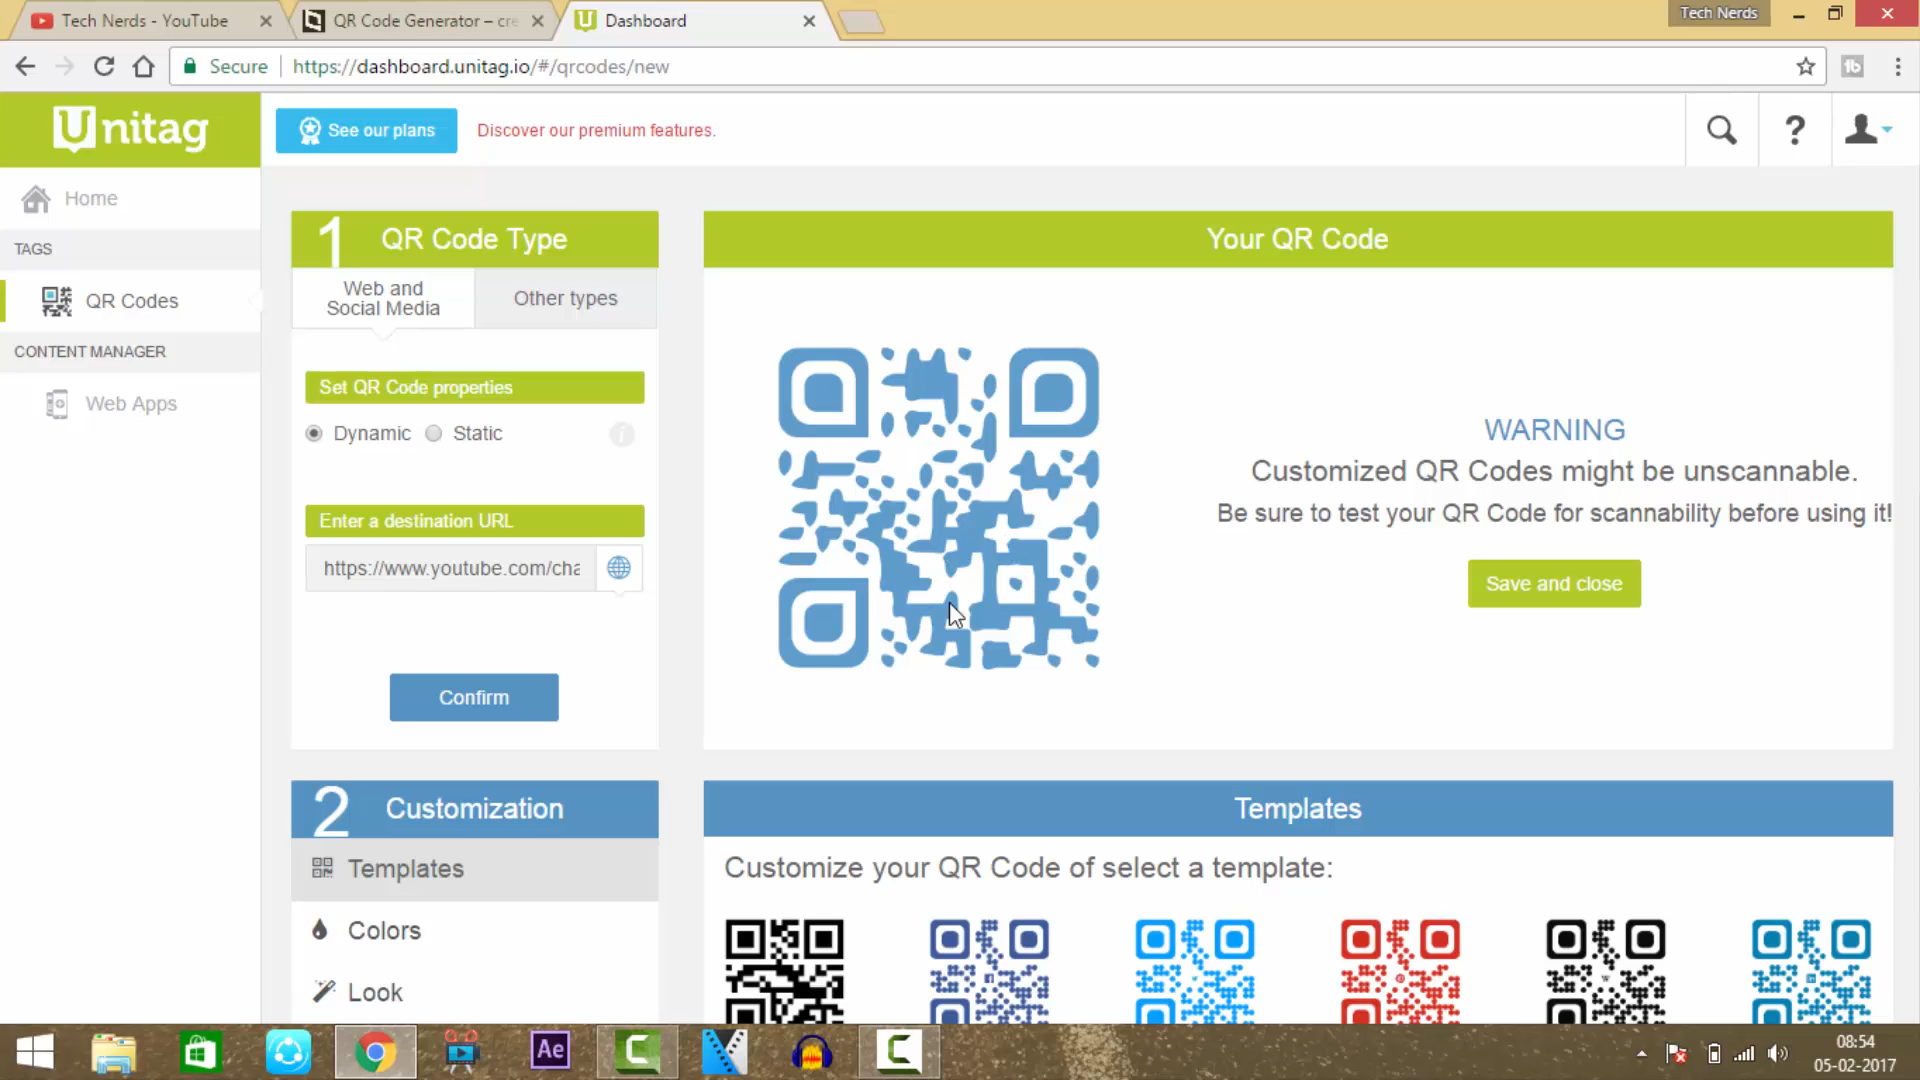 Tech Nerds - YouTube
QR Code Generator – cre
Dashboard
Tech Nerds
Secure
https://dashboard.unitag.io/#/qrcodes/new
Unitag
See our plans
Discover our premium features.
?
Home
TAGS
QR Codes
CONTENT MANAGER
Web Apps
1 QR Code Type
Web and
Social Media
Other types
Set QR Code properties
Dynamic
Static
i
Enter a destination URL
https://www.youtube.com/cha
Confirm
Your QR Code
WARNING
Customized QR Codes might be unscannable.
Be sure to test your QR Code for scannability before using it!
Save and close
2 Customization
Templates
Colors
Look
Templates
Customize your QR Code of select a template:
Ae
08:54
05-02-2017